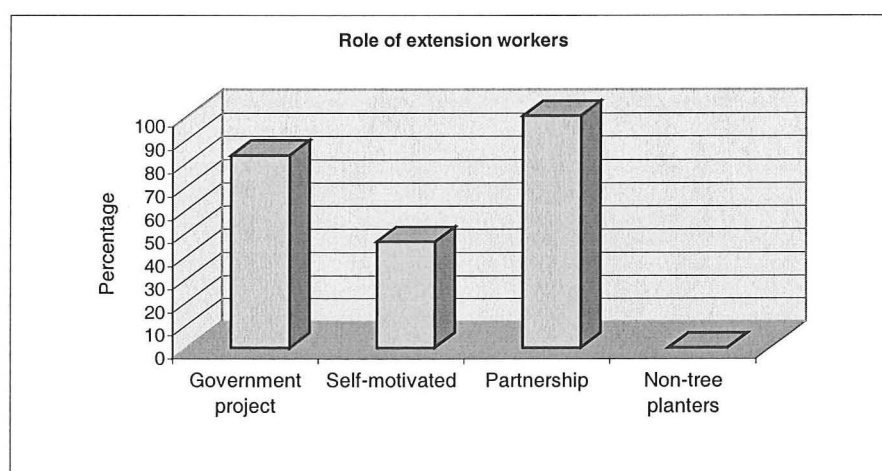 Role of extension workers
Percentage
100
90
80
70
60
50
40
30
20
10
0
Government project
Self-motivated
Partnership
Non-tree planters